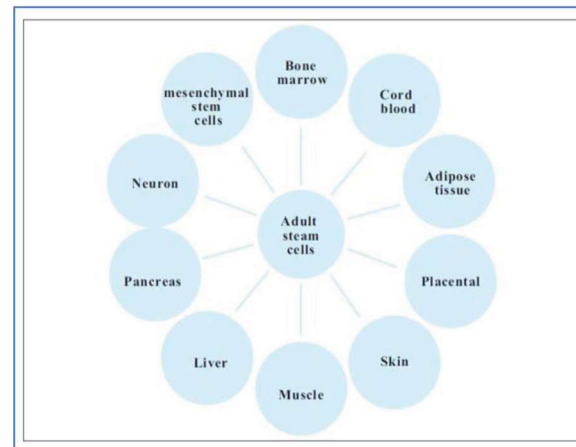 Bone
marrow
Cord
blood
Adipose
tissue
Placental
Skin
Muscle
Liver
Pancreas
Neuron
mesenchymal
stem
cells
Adult
steam
cells